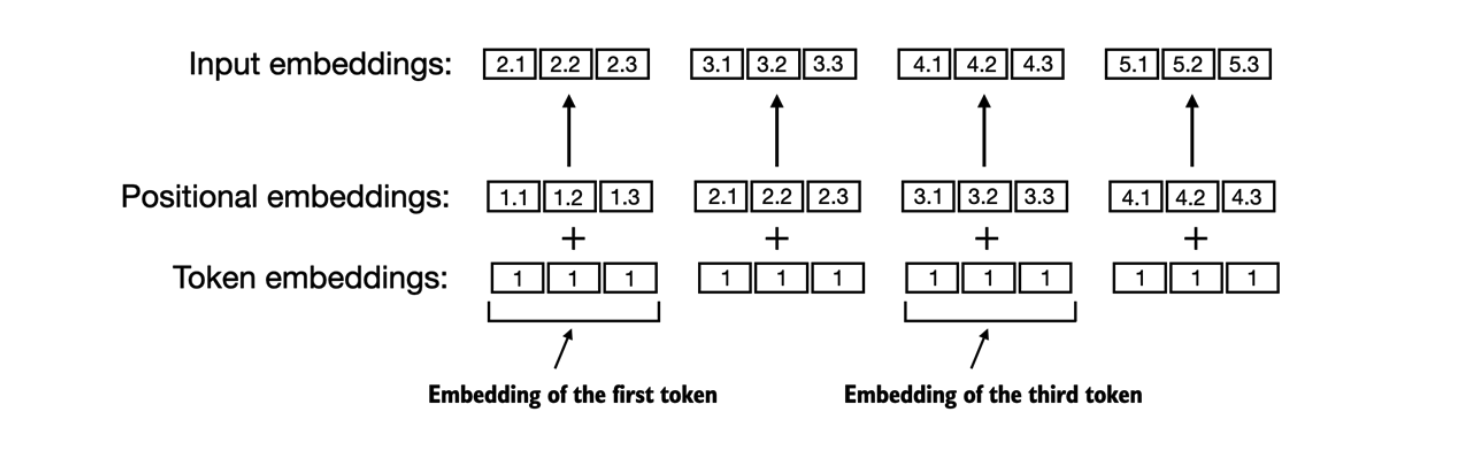 Input embeddings: 2.1 2.2 2.3 3.1 3.2 3.3 4.1 4.2 4.3 5.1 5.2 5.3
Positional embeddings: 1.1 1.2 1.3 2.1 2.2 2.3 3.1 3.2 3.3 4.1 4.2 4.3
+ + + +
Token embeddings: 1 1 1 1 1 1 1 1 1 1 1 1
Embedding of the first token Embedding of the third token